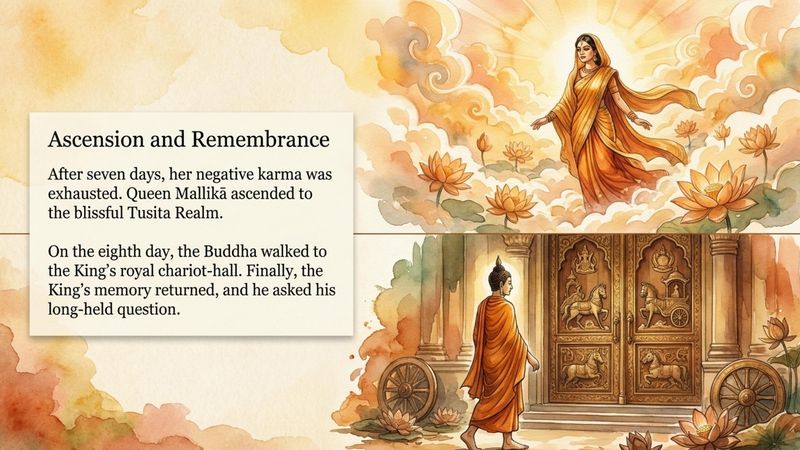 Ascension and Remembrance
After seven days, her negative karma was
exhausted. Queen Mallikā ascended to
the blissful Tusita Realm.
On the eighth day, the Buddha walked to
the King’s royal chariot-hall. Finally, the
King’s memory returned, and he asked his
long-held question.